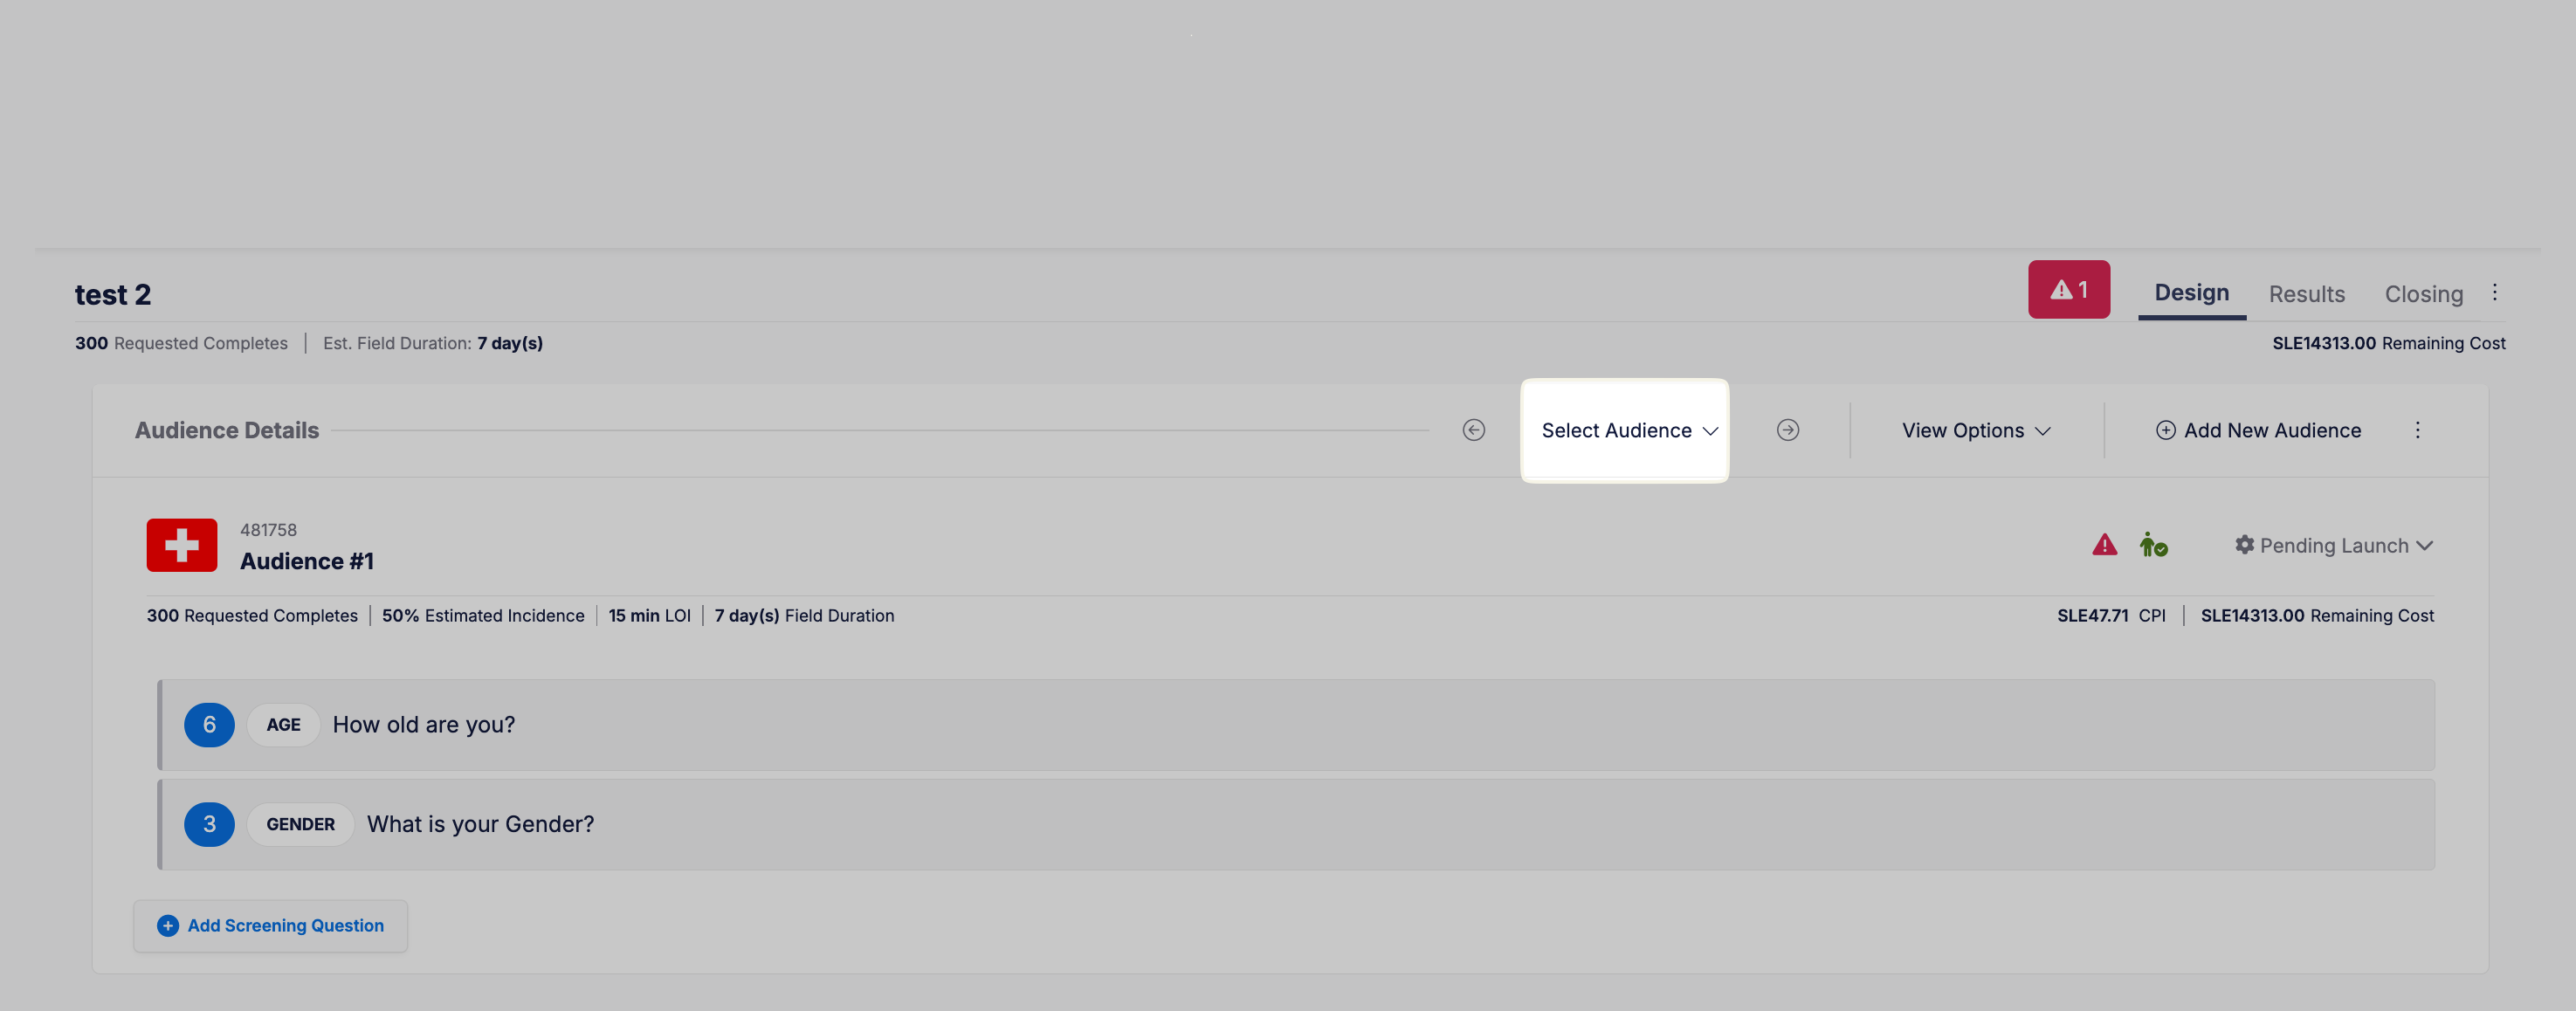 test 2
1
Design
Results
Closing
300 Requested Completes
Est. Field Duration: 7 day(s)
SLE14313.00 Remaining Cost
Audience Details
Select Audience
View Options
Add New Audience
481758
Audience #1
Pending Launch
300 Requested Completes
50% Estimated Incidence
15 min LOI
7 day(s) Field Duration
SLE47.71 CPI
SLE14313.00 Remaining Cost
6 AGE How old are you?
3 GENDER What is your Gender?
Add Screening Question